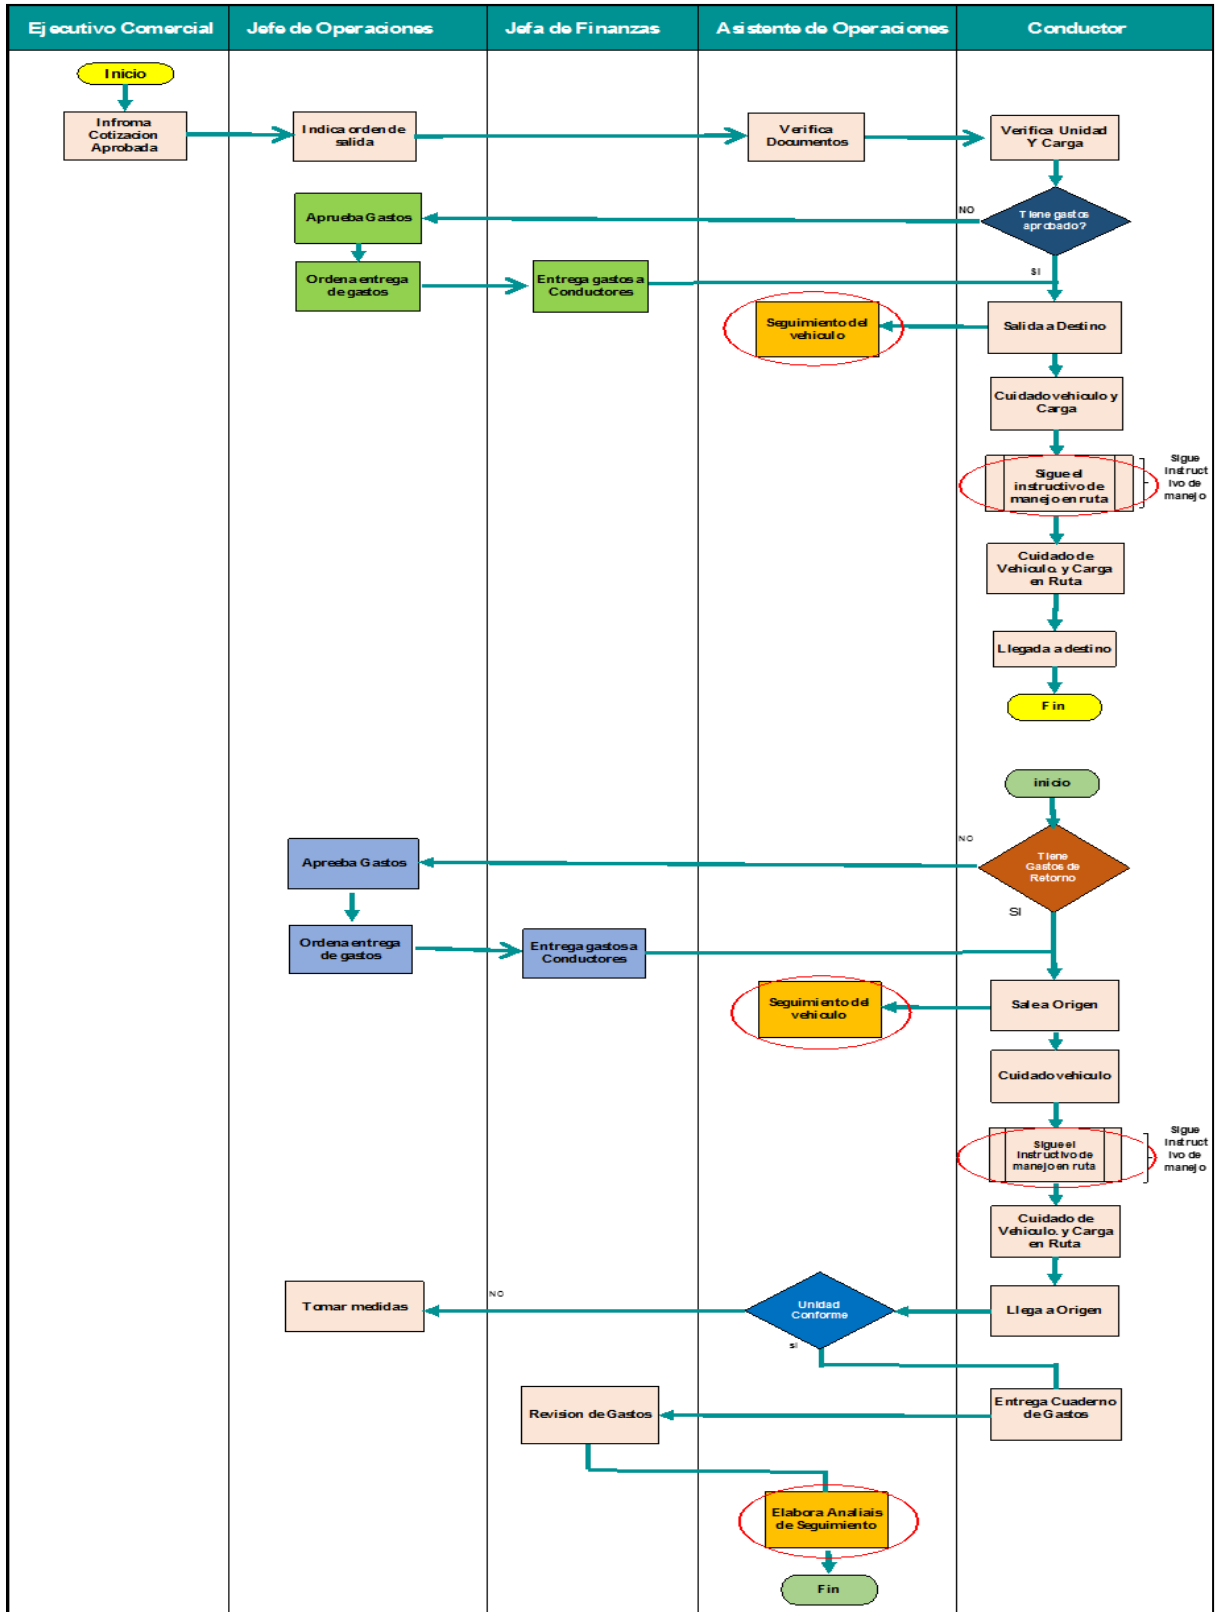 Ejecutivo Comercial
Jefe de Operaciones
Jefa de Finanzas
Asistente de Operaciones
Conductor
Inicio
Infroma
Cotizacion
Aprobada
Indica orden de
salida
Verifica
Documentos
Verifica Unidad
Y Carga
Aprueba Gastos
NO
Tiene gastos
aprobado?
Ordena entrega
de gastos
Entrega gastos a
Conductores
SI
Seguimiento del
vehiculo
Salida a Destino
Cuidado vehiculo y
Carga
Sigue el
instructivo de
manejo en ruta
Sigue
Instruct
ivo de
manejo
Cuidado de
Vehiculo. y Carga
en Ruta
Llegada a destino
Fin
inicio
Apreeba Gastos
NO
Tiene
Gastos de
Retorno
SI
Ordena entrega
de gastos
Entrega gastos a
Conductores
Seguimiento del
vehiculo
Sale a Origen
Cuidado vehiculo
Sigue el
Instructivo de
manejo en ruta
Sigue
Instruct
ivo de
manejo
Cuidado de
Vehiculo. y Carga
en Ruta
Tomar medidas
NO
Unidad
Conforme
Llega a Origen
SI
Revision de Gastos
Entrega Cuaderno
de Gastos
Elabora Analiais
de Seguimiento
Fin